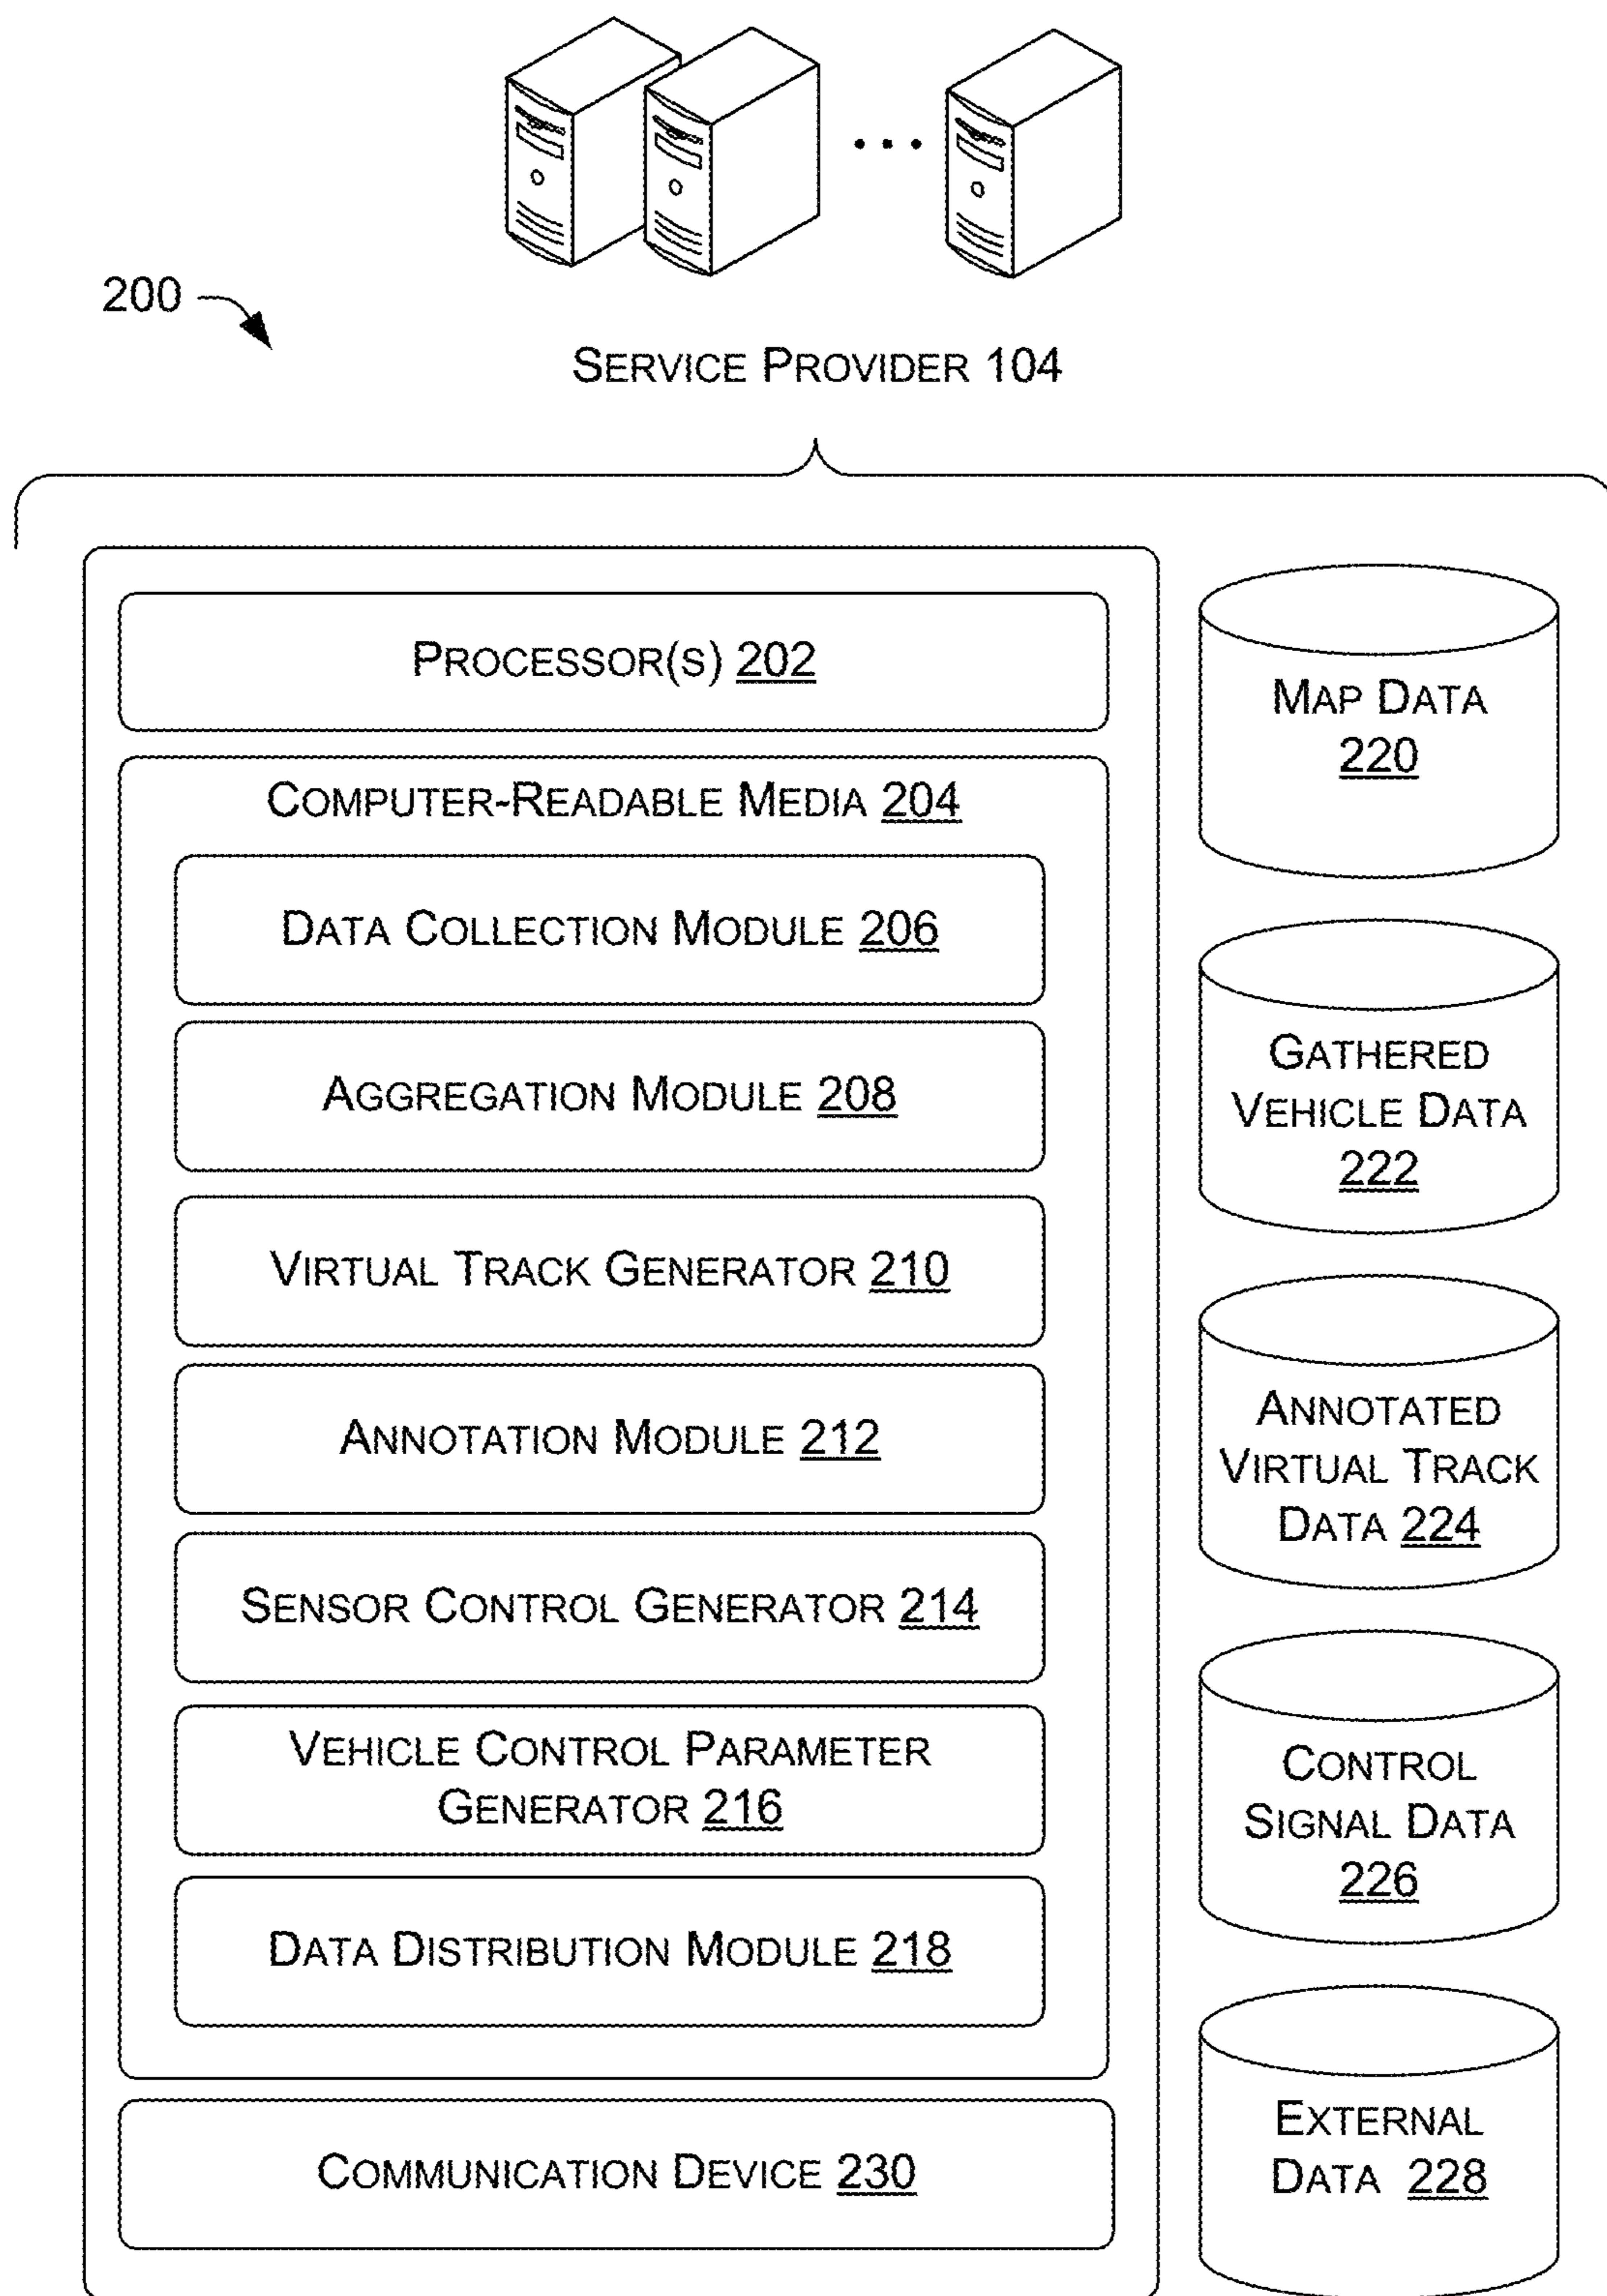 200
SERVICE PROVIDER 104
PROCESSOR(S) 202
COMPUTER-READABLE MEDIA 204
DATA COLLECTION MODULE 206
AGGREGATION MODULE 208
VIRTUAL TRACK GENERATOR 210
ANNOTATION MODULE 212
SENSOR CONTROL GENERATOR 214
VEHICLE CONTROL PARAMETER
GENERATOR 216
DATA DISTRIBUTION MODULE 218
COMMUNICATION DEVICE 230
MAP DATA
220
GATHERED
VEHICLE DATA
222
ANNOTATED
VIRTUAL TRACK
DATA 224
CONTROL
SIGNAL DATA
226
EXTERNAL
DATA 228